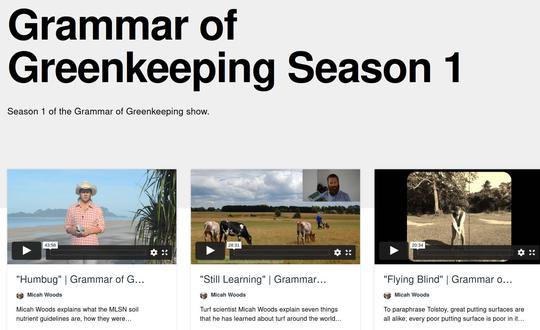 Grammar of
Greenkeeping Season 1
Season 1 of the Grammar of Greenkeeping show.
43:56
28:31
20:34
"Humbug" | Grammar of G...
Micah Woods
Micah Woods explains what the MLSN soil
nutrient guidelines are, how they were...
"Still Learning" | Grammar...
Micah Woods
Turf scientist Micah Woods explain seven things
that he has learned about turf around the world...
"Flying Blind" | Grammar o...
Micah Woods
To paraphrase Tolstoy, great putting surfaces are
all alike; every poor putting surface is poor in it...